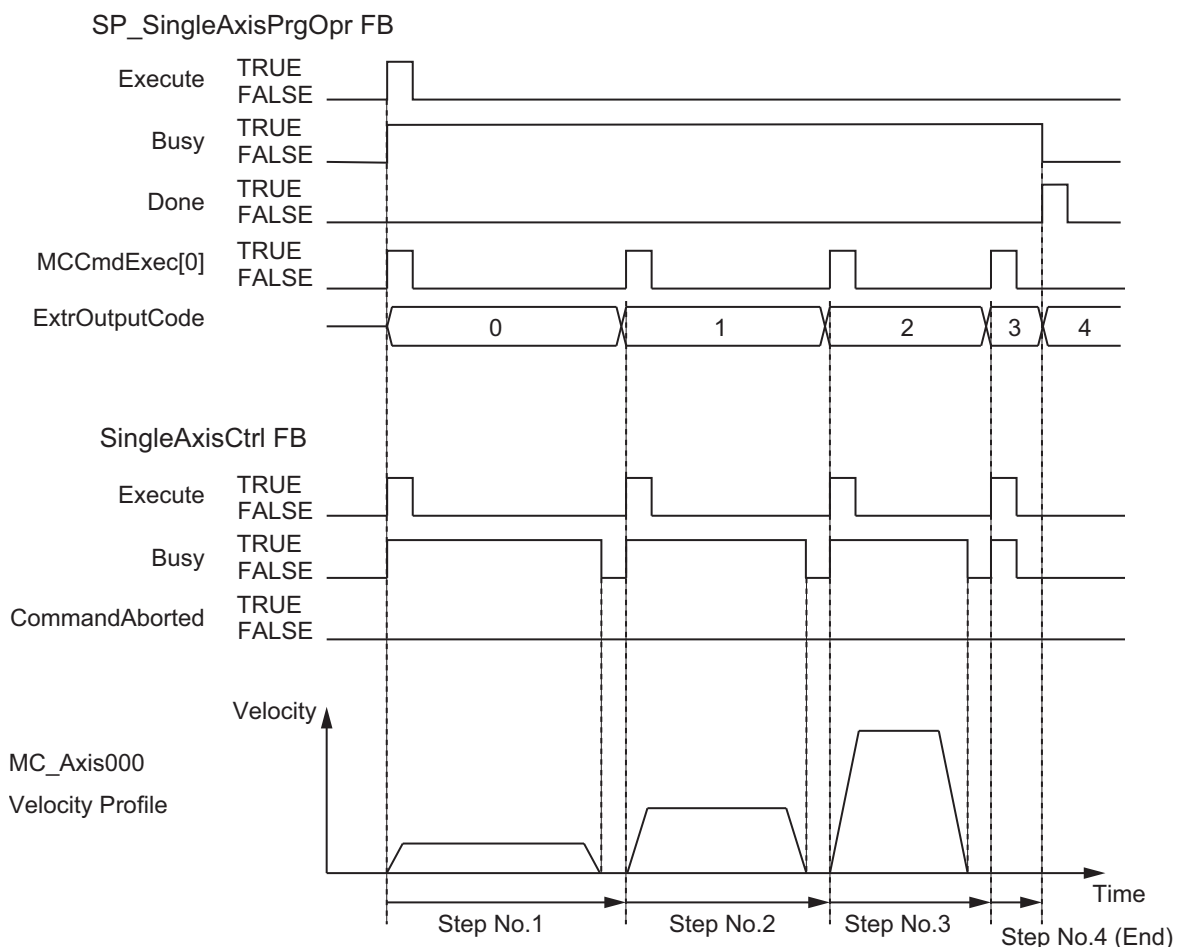 SP_SingleAxisPrgOpr FB
Execute TRUE
FALSE
Busy TRUE
FALSE
Done TRUE
FALSE
MCCmdExec[0] TRUE
FALSE
ExtrOutputCode 0 1 2 3 4
SingleAxisCtrl FB
Execute TRUE
FALSE
Busy TRUE
FALSE
CommandAborted TRUE
FALSE
Velocity
MC_Axis000
Velocity Profile
Time
Step No.1 Step No.2 Step No.3 Step No.4 (End)